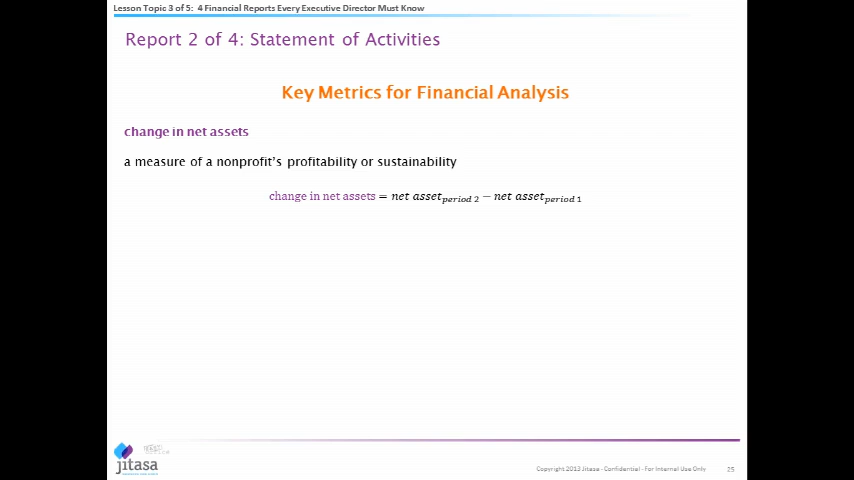 Lesson Topic 3 of 5: 4 Financial Reports Every Executive Director Must Know
Report 2 of 4: Statement of Activities
Key Metrics for Financial Analysis
change in net assets
a measure of a nonprofit's profitability or sustainability
change in net assets = net asset period 2 − net asset period 1
jitasa
Copyright 2013 Jitasa - Confidential - For Internal Use Only 25